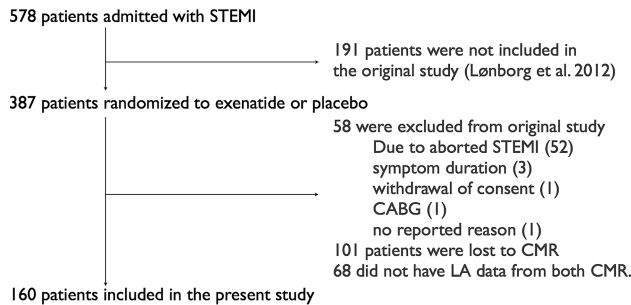 578 patients admitted with STEMI
191 patients were not included in
the original study (Lønborg et al. 2012)
387 patients randomized to exenatide or placebo
58 were excluded from original study
Due to aborted STEMI (52)
symptom duration (3)
withdrawal of consent (1)
CABG (1)
no reported reason (1)
101 patients were lost to CMR
68 did not have LA data from both CMR.
160 patients included in the present study